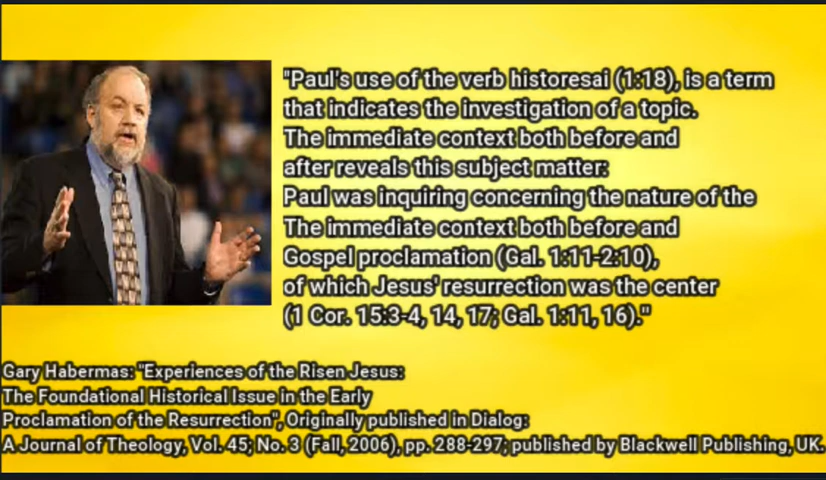 "Paul's use of the verb historesai (1:18), is a term
that indicates the investigation of a topic.
The immediate context both before and
after reveals this subject matter:
Paul was inquiring concerning the nature of the
The immediate context both before and
Gospel proclamation (Gal. 1:11-2:10),
of which Jesus' resurrection was the center
(1 Cor. 15:3-4, 14, 17; Gal. 1:11, 16)."
Gary Habermas: "Experiences of the Risen Jesus:
The Foundational Historical Issue in the Early
Proclamation of the Resurrection", Originally published in Dialog:
A Journal of Theology, Vol. 45; No. 3 (Fall, 2006), pp. 288-297; published by Blackwell Publishing, UK.